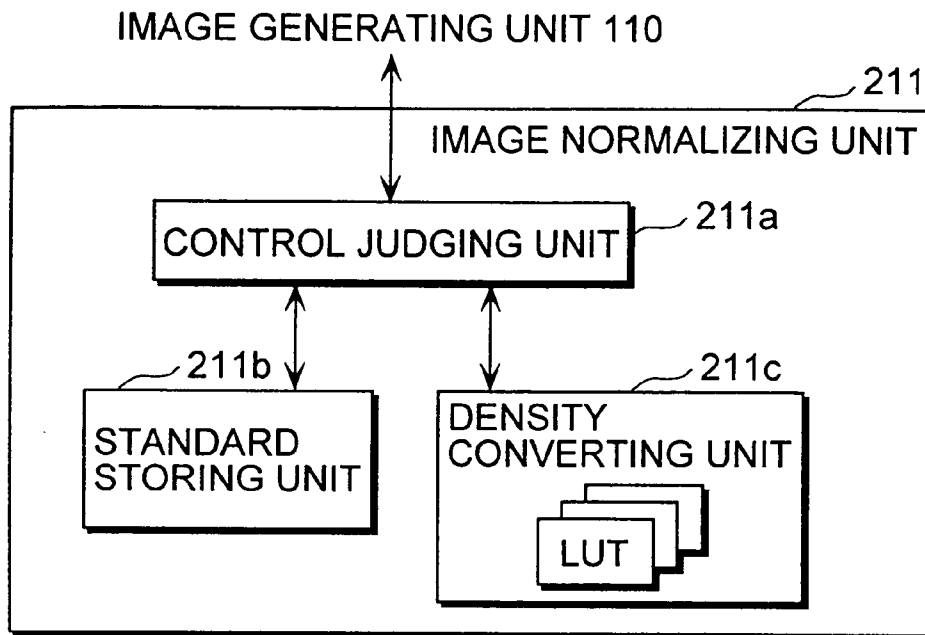 IMAGE GENERATING UNIT 110
211
IMAGE NORMALIZING UNIT
211a
CONTROL JUDGING UNIT
211b
211c
STANDARD
STORING UNIT
DENSITY
CONVERTING UNIT
LUT